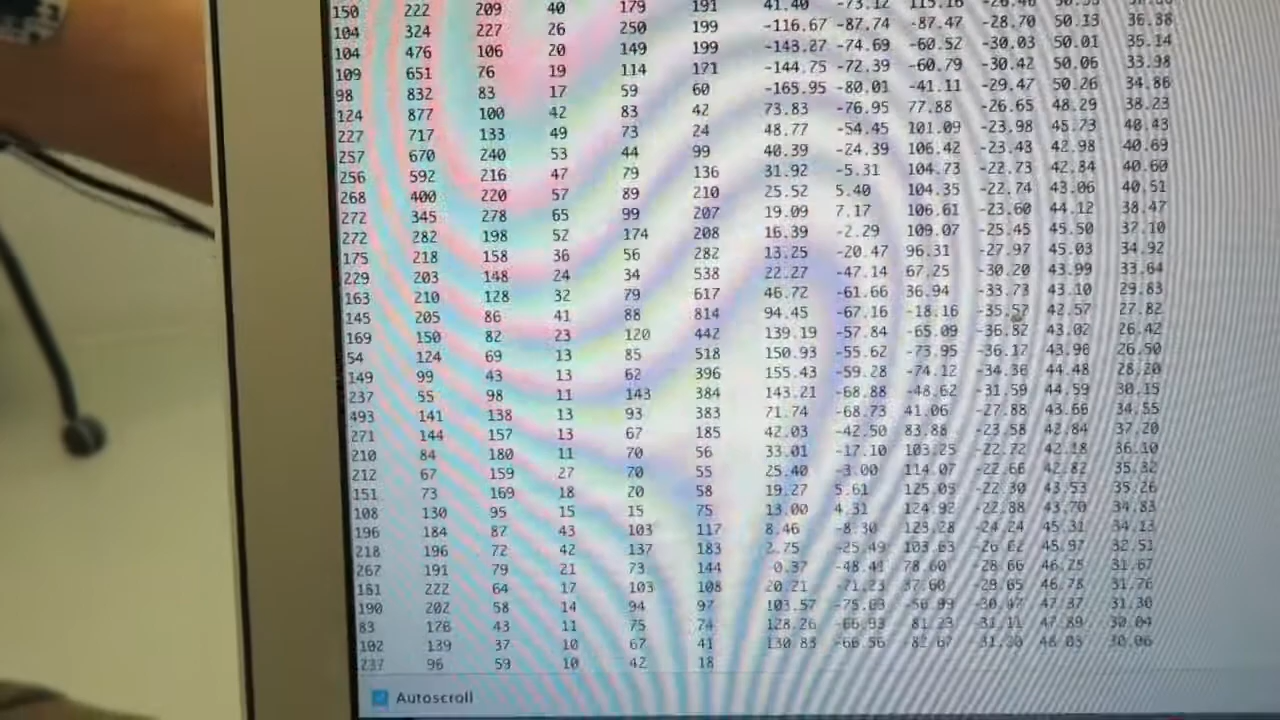 150 222 209 40 179 191 41.40 -73.12 115.16
104 324 227 26 250 199 -116.67 -87.74 -87.47 -28.70 50.13 36.88
104 476 106 20 149 199 -143.27 -74.69 -60.52 -30.03 50.01 35.14
109 651 76 19 114 171 -144.75 -72.39 -60.79 -30.42 50.06 33.98
98 832 83 17 59 60 -165.95 -80.01 -41.11 -29.47 50.26 34.86
124 877 100 42 83 42 73.83 -76.95 77.88 -26.65 48.29 38.23
227 717 133 49 73 24 48.77 -54.45 101.09 -23.98 45.73 40.43
257 670 240 53 44 99 40.39 -24.39 106.42 -23.43 42.98 40.69
256 592 216 47 79 136 31.92 -5.31 104.73 -22.73 42.84 40.60
268 400 220 57 89 210 25.52 5.40 104.35 -22.74 43.06 40.51
272 345 278 65 99 207 19.09 7.17 106.61 -23.60 44.12 38.47
272 282 198 52 174 208 16.39 -2.29 109.07 -25.45 45.50 37.10
175 218 158 36 56 282 13.25 -20.47 96.31 -27.97 45.03 34.92
229 203 148 24 34 538 22.27 -47.14 67.25 -30.20 43.99 33.64
163 210 128 32 79 617 46.72 -61.66 36.94 -33.73 43.10 29.83
145 205 86 41 88 814 94.45 -67.16 -18.16 -35.57 42.57 27.82
169 150 82 23 120 442 139.19 -57.84 -65.09 -36.82 43.02 26.42
54 124 69 13 85 518 150.93 -55.62 -73.95 -36.17 43.96 26.50
149 99 43 13 62 396 155.43 -59.28 -74.12 -34.36 44.48 28.20
237 55 98 11 143 384 143.21 -68.88 -48.62 -31.59 44.59 30.15
493 141 138 13 93 383 71.74 -68.73 41.06 -27.88 43.66 34.55
271 144 157 13 67 185 42.03 -42.50 83.88 -23.58 42.84 37.20
210 84 180 11 70 56 33.01 -17.10 103.25 -22.72 42.18 36.10
212 67 159 27 70 55 25.40 -3.00 114.07 -22.66 42.82 35.32
151 73 169 18 20 58 19.27 5.61 125.05 -22.30 43.53 35.26
108 130 95 15 15 75 13.00 4.31 124.92 -22.88 43.70 34.83
196 184 87 43 103 117 8.46 -8.30 123.28 -24.24 45.31 34.13
218 196 72 42 137 183 2.75 -25.49 103.63 -26.62 45.97 32.51
267 191 79 21 73 144 0.37 -48.41 78.60 -28.66 46.25 31.67
181 222 64 17 103 108 20.21 -71.23 37.60 -29.65 46.78 31.76
190 202 58 14 94 97 103.57 -75.69 -56.99 -30.47 47.37 31.30
83 176 43 11 75 74 128.26 -66.93 81.23 -31.11 47.89 30.04
102 139 37 10 67 41 130.83 -66.56 82.67 -31.30 48.03 30.06
237 96 59 10 42 18
Autoscroll